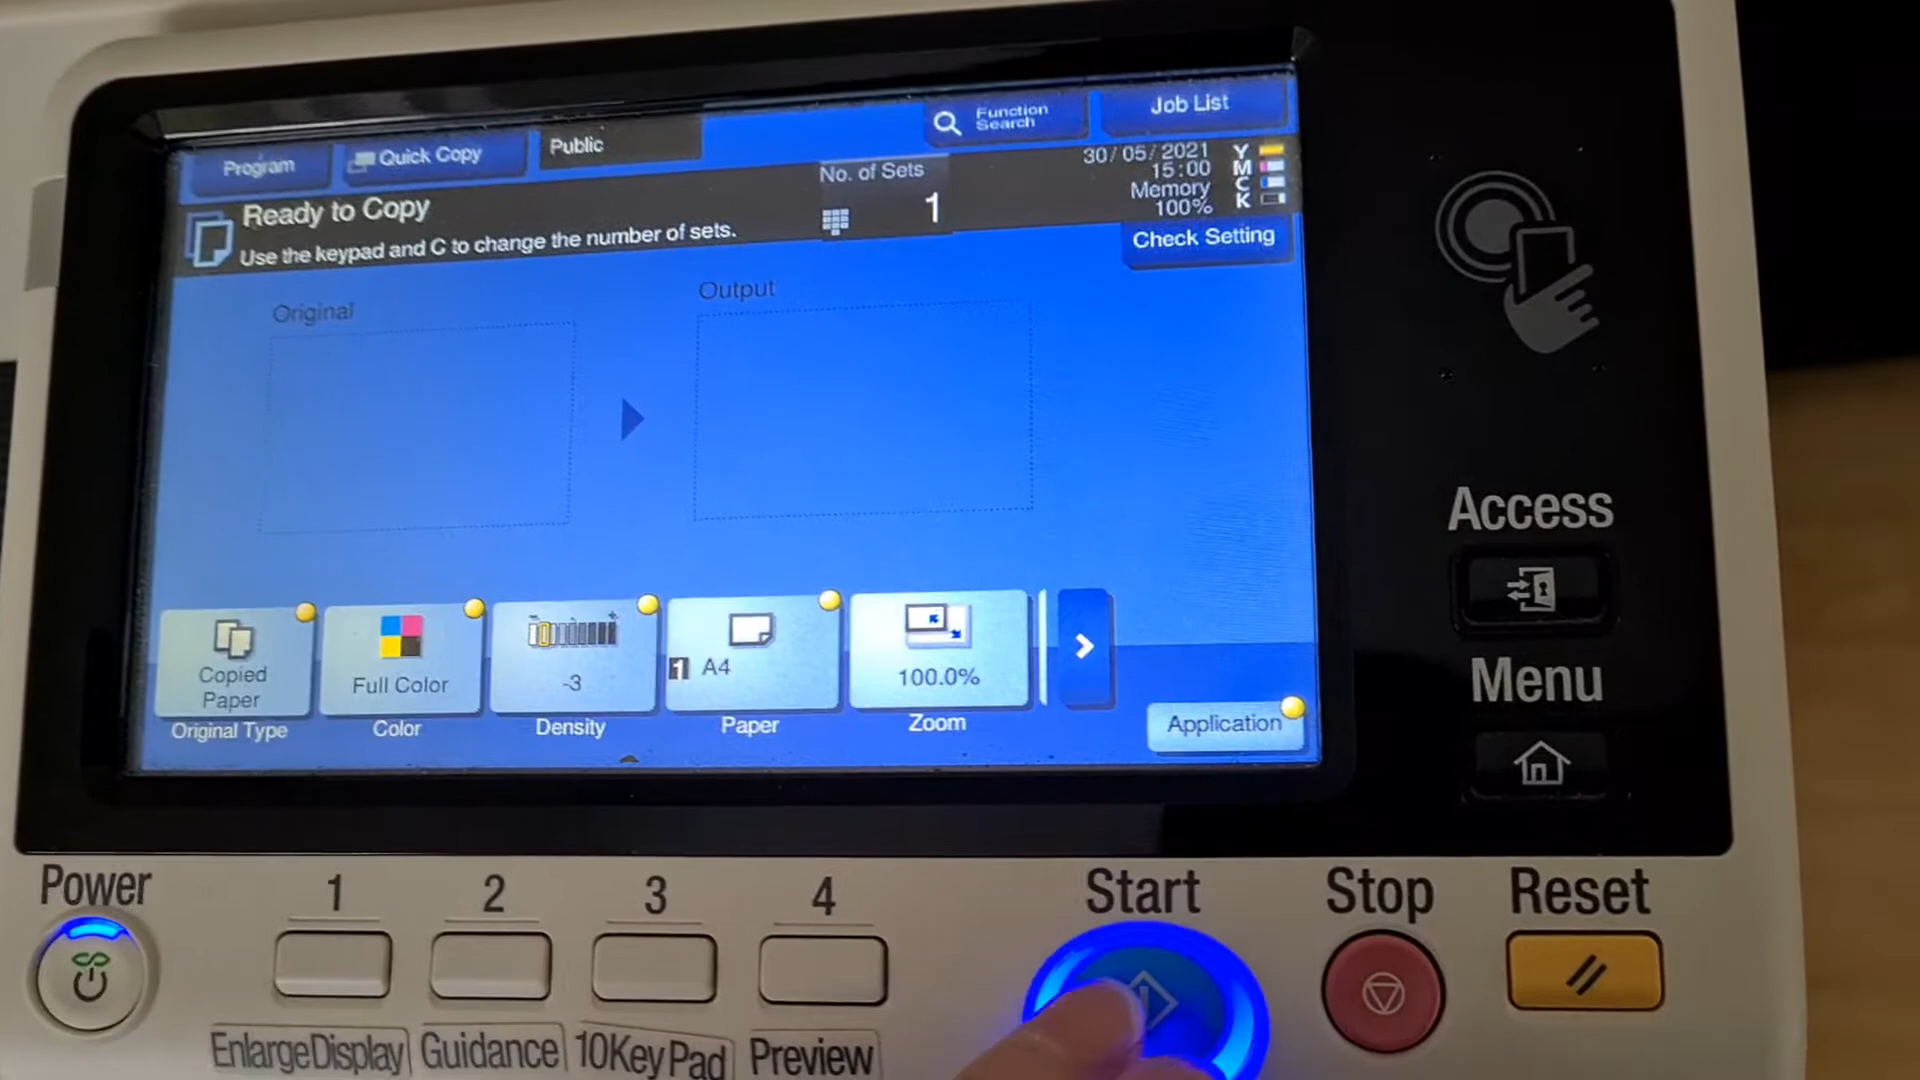 Function
Search
Job List
Program
Quick Copy
Public
Ready to Copy
Use the keypad and C to change the number of sets.
No. of Sets
1
30/05/2021
15:00
Memory
100%
Y
M
C
K
Check Setting
Original
Output
Copied
Paper
Original Type
Full Color
Color
-3
Density
1 A4
Paper
100.0%
Zoom
Application
Access
Menu
Power
1
2
3
4
Start
Stop
Reset
EnlargeDisplay
Guidance
10KeyPad
Preview